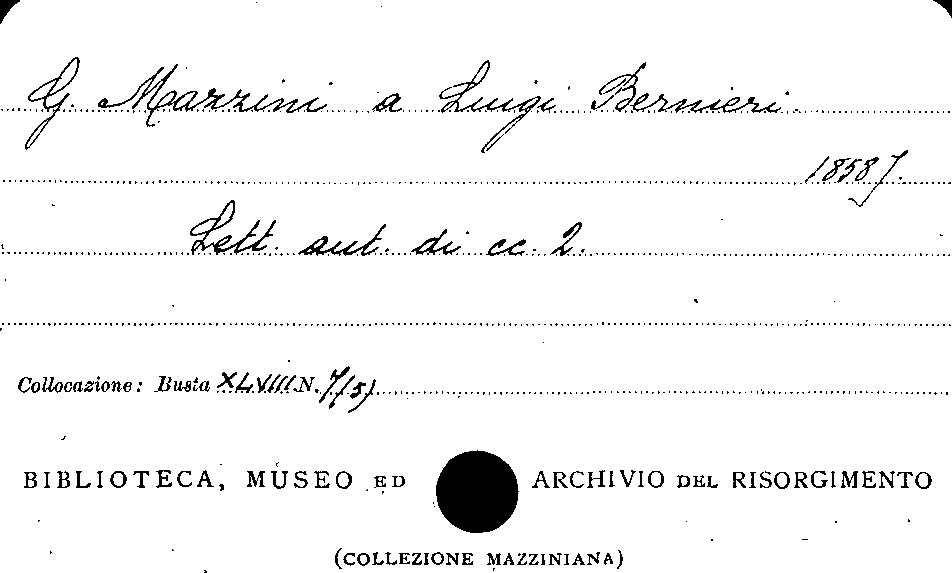 G. Mazzini a Luigi Bernieri.
1858].
Lett. aut. di cc. 2.
Collocazione: Busta XLVIII N. 7(5)
BIBLIOTECA, MUSEO ED ARCHIVIO DEL RISORGIMENTO
(COLLEZIONE MAZZINIANA)